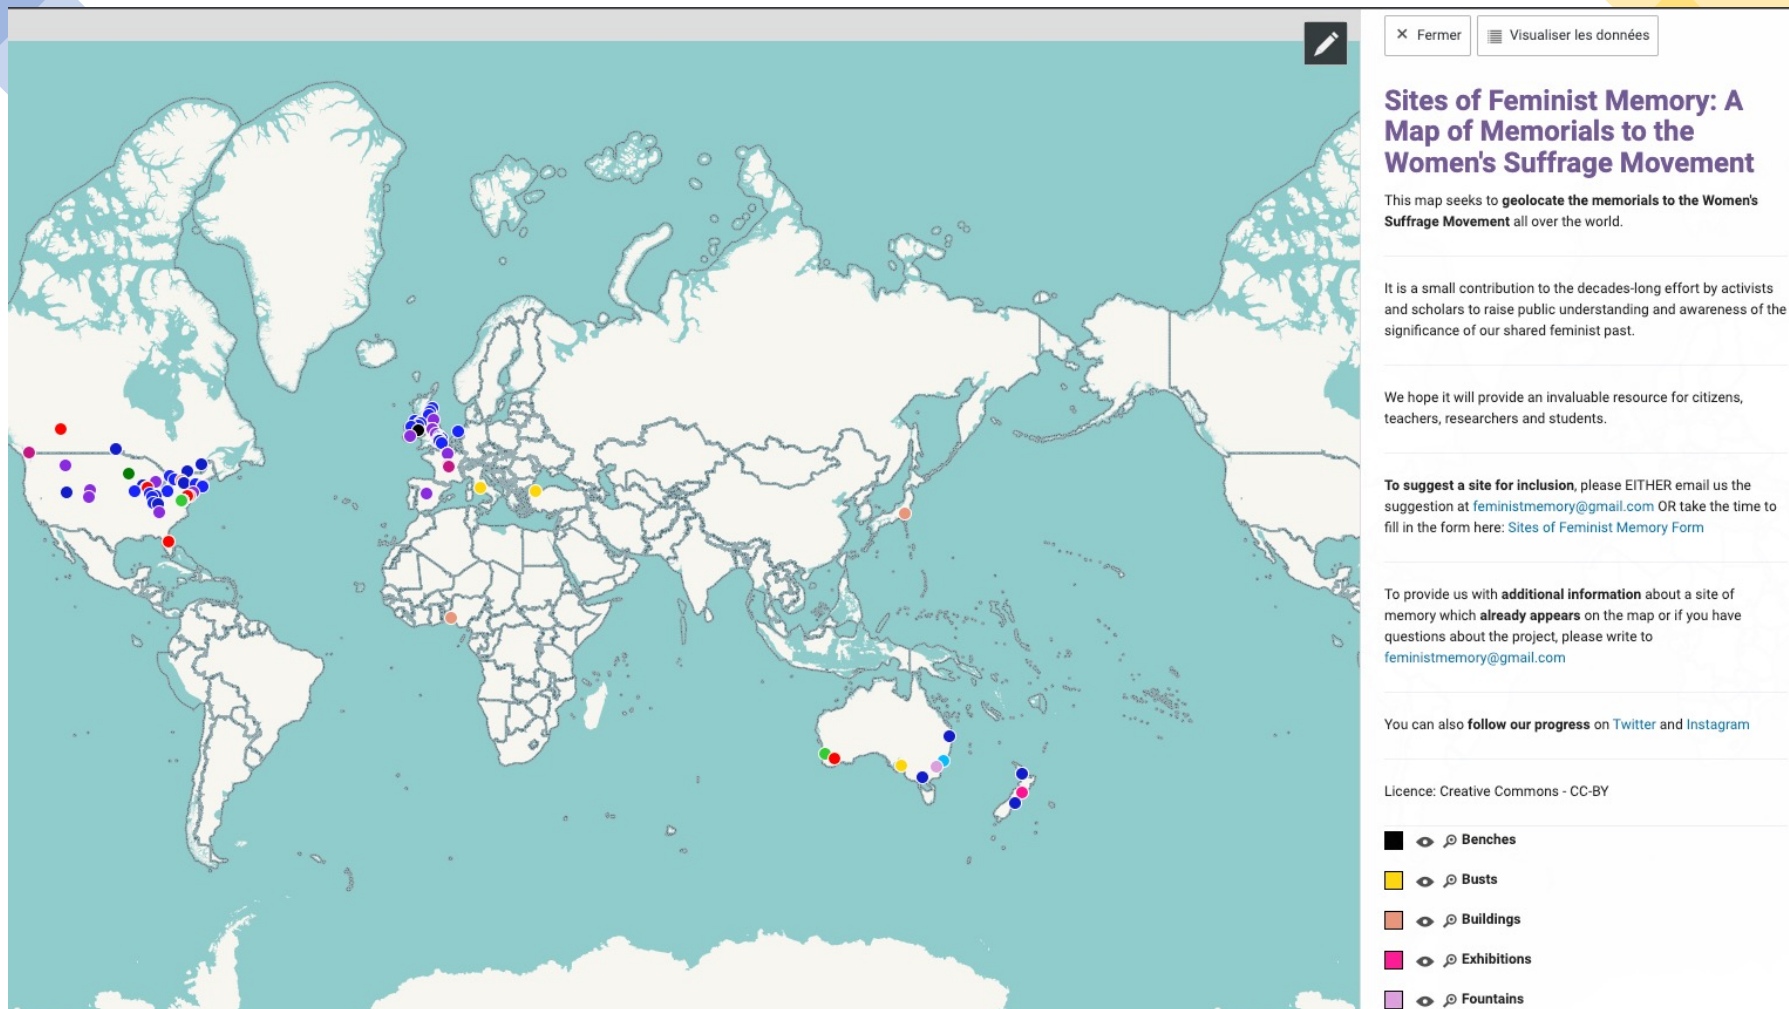 Fermer
Visualiser les données
Sites of Feminist Memory: A
Map of Memorials to the
Women's Suffrage Movement
This map seeks to geolocate the memorials to the Women's
Suffrage Movement all over the world.
It is a small contribution to the decades-long effort by activists
and scholars to raise public understanding and awareness of the
significance of our shared feminist past.
We hope it will provide an invaluable resource for citizens,
teachers, researchers and students.
To suggest a site for inclusion, please EITHER email us the
suggestion at feministmemory@gmail.com OR take the time to
fill in the form here: Sites of Feminist Memory Form
To provide us with additional information about a site of
memory which already appears on the map or if you have
questions about the project, please write to
feministmemory@gmail.com
You can also follow our progress on Twitter and Instagram
Licence: Creative Commons - CC-BY
Benches
Busts
Buildings
Exhibitions
Fountains